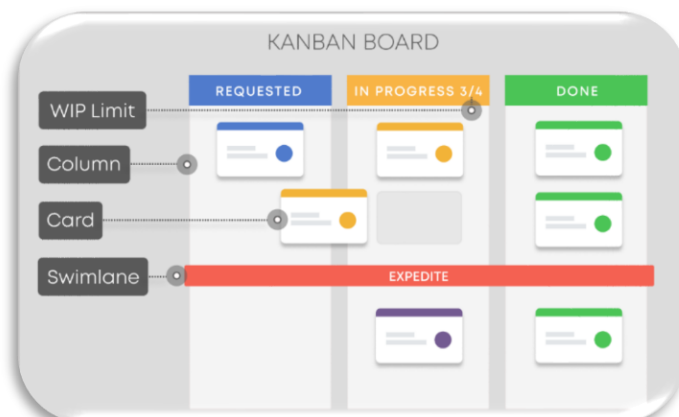 KANBAN BOARD
REQUESTED
IN PROGRESS 3/4
DONE
WIP Limit
Column
Card
Swimlane
EXPEDITE